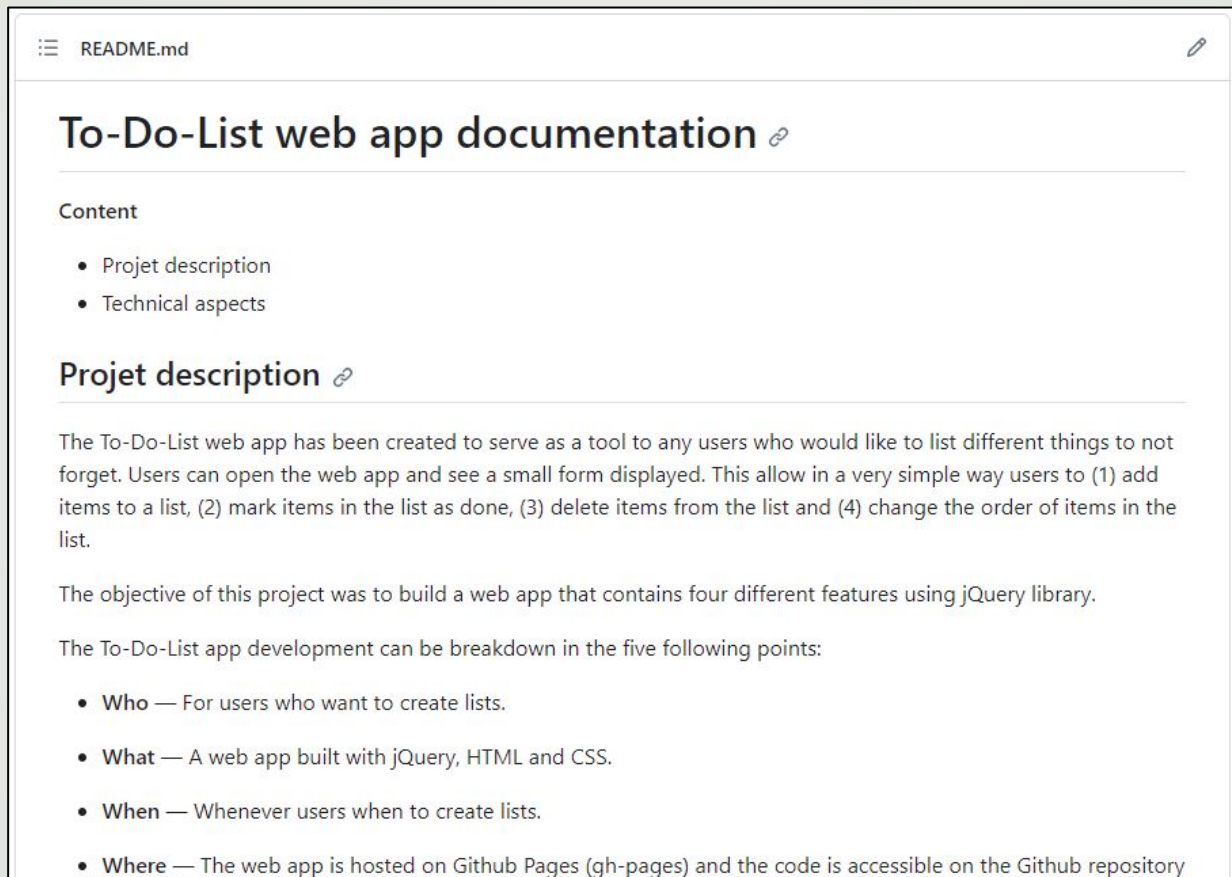 README.md
To-Do-List web app documentation
Content
• Projet description
• Technical aspects
Projet description
The To-Do-List web app has been created to serve as a tool to any users who would like to list different things to not
forget. Users can open the web app and see a small form displayed. This allow in a very simple way users to (1) add
items to a list, (2) mark items in the list as done, (3) delete items from the list and (4) change the order of items in the
list.
The objective of this project was to build a web app that contains four different features using jQuery library.
The To-Do-List app development can be breakdown in the five following points:
• Who — For users who want to create lists.
• What — A web app built with jQuery, HTML and CSS.
• When — Whenever users when to create lists.
• Where — The web app is hosted on Github Pages (gh-pages) and the code is accessible on the Github repository